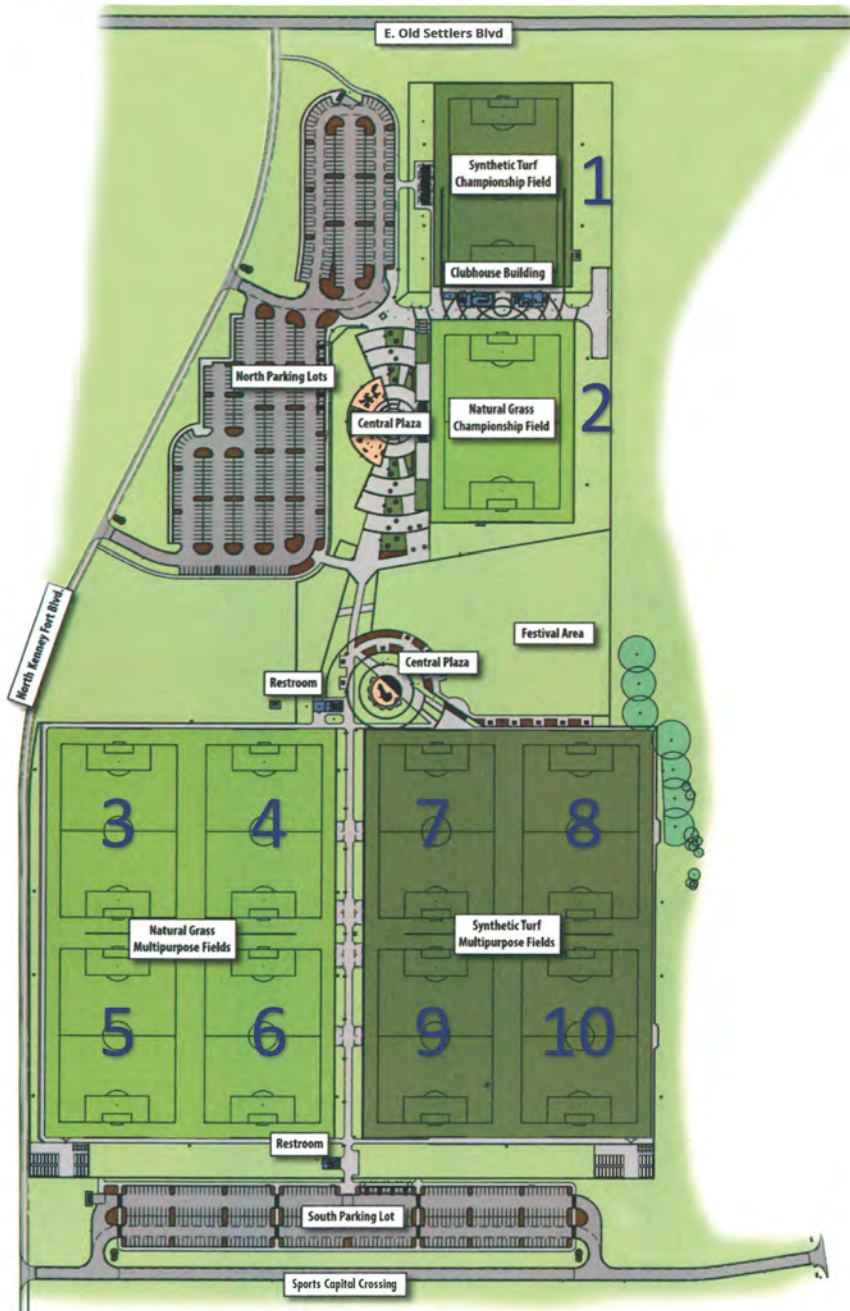 E. Old Settlers Blvd
Synthetic Turf
Championship Field
1
Clubhouse Building
North Parking Lots
Central Plaza
Natural Grass
Championship Field
2
North Kenney Fort Blvd.
Festival Area
Central Plaza
Restroom
3
4
7
8
Natural Grass
Multipurpose Fields
Synthetic Turf
Multipurpose Fields
5
6
9
10
Restroom
South Parking Lot
Sports Capital Crossing